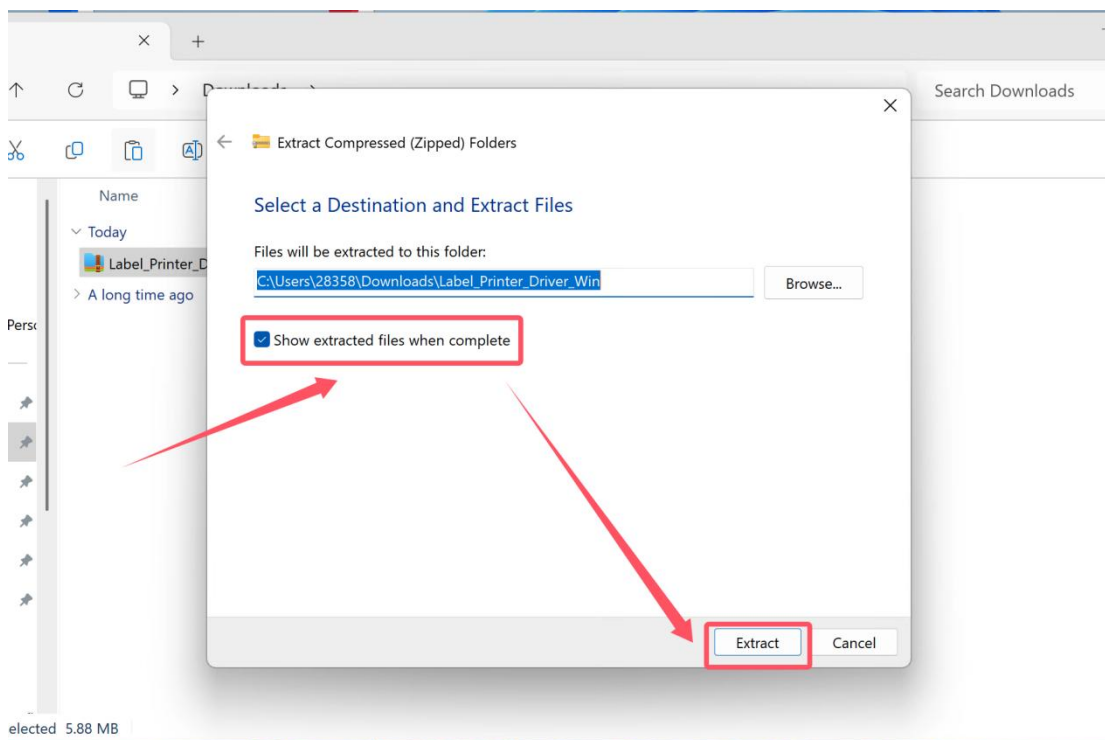 Search Downloads
Extract Compressed (Zipped) Folders
Name
Select a Destination and Extract Files
Today
Files will be extracted to this folder:
Label_Printer_D
C:\Users\28358\Downloads\Label_Printer_Driver_Win
Browse...
A long time ago
Perso
Show extracted files when complete
Extract
Cancel
elected 5.88 MB